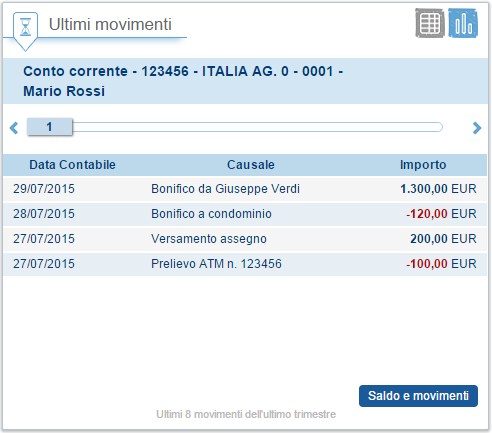 Ultimi movimenti
Conto corrente - 123456 - ITALIA AG. 0 - 0001 -
Mario Rossi
1
Data Contabile Causale Importo
29/07/2015 Bonifico da Giuseppe Verdi 1.300,00 EUR
28/07/2015 Bonifico a condominio -120,00 EUR
27/07/2015 Versamento assegno 200,00 EUR
27/07/2015 Prelievo ATM n. 123456 -100,00 EUR
Saldo e movimenti
Ultimi 8 movimenti dell'ultimo trimestre